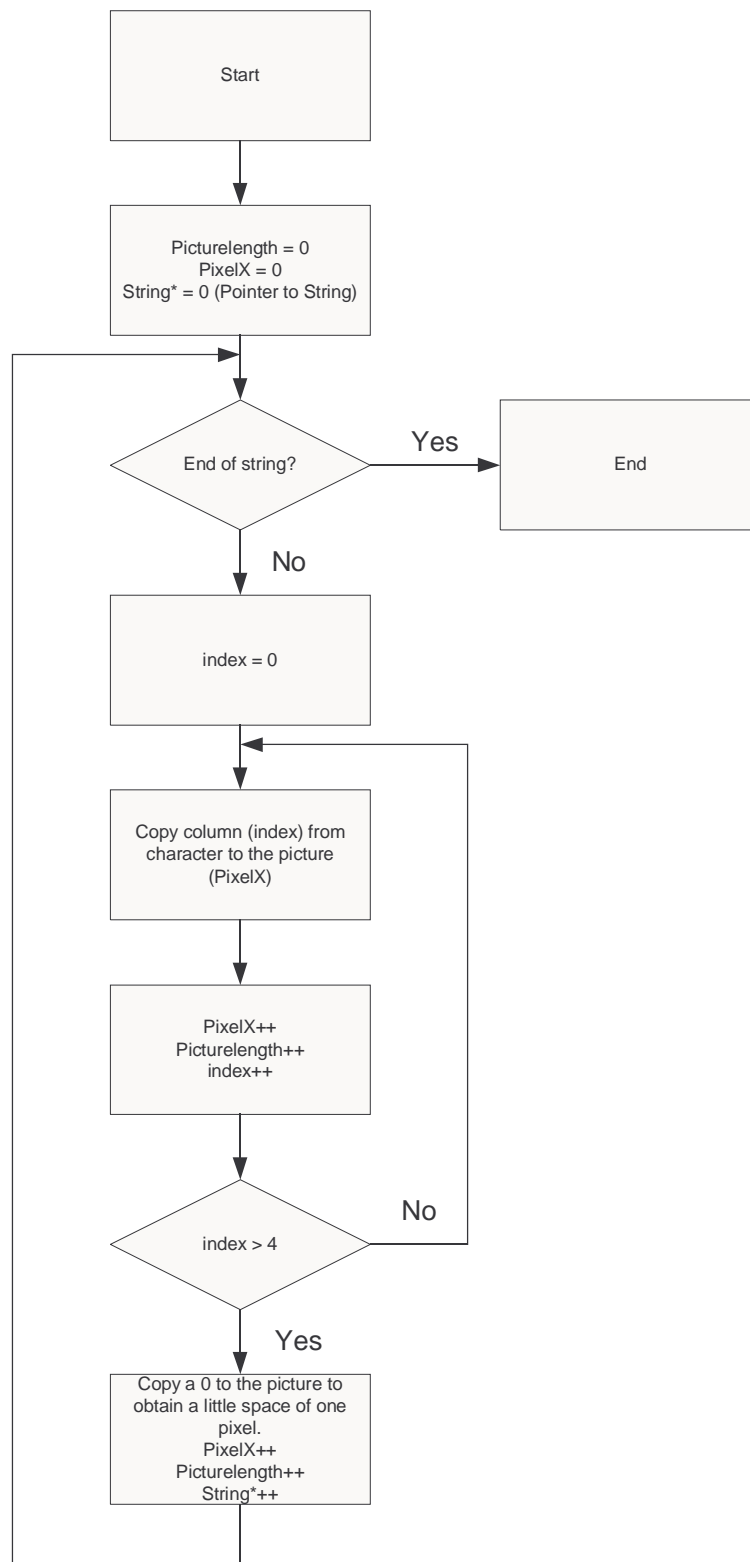 Start
Picturelength = 0
PixelX = 0
String* = 0 (Pointer to String)
End of string?
Yes
End
No
index = 0
Copy column (index) from
character to the picture
(PixelX)
PixelX++
Picturelength++
index++
index > 4
No
Yes
Copy a 0 to the picture to
obtain a little space of one
pixel.
PixelX++
Picturelength++
String*++